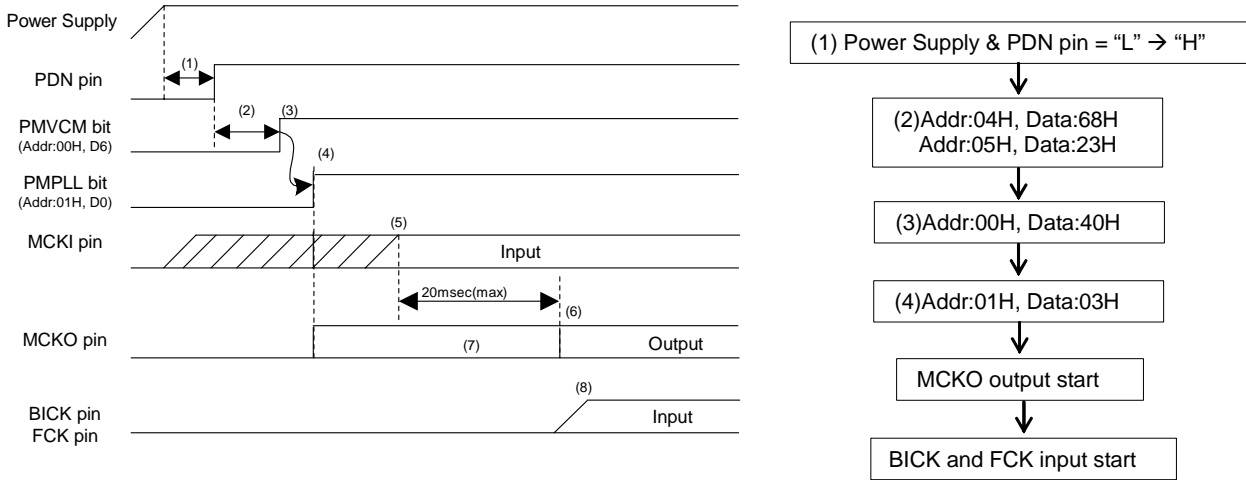 Power Supply
(1)
PDN pin
(2)
(3)
PMVCM bit
(Addr:00H, D6)
(4)
PMPLL bit
(Addr:01H, D0)
(5)
MCKI pin
Input
20msec(max)
(6)
MCKO pin
(7)
Output
(8)
BICK pin
FCK pin
Input
(1) Power Supply & PDN pin = “L” → “H”
(2)Addr:04H, Data:68H
Addr:05H, Data:23H
(3)Addr:00H, Data:40H
(4)Addr:01H, Data:03H
MCKO output start
BICK and FCK input start